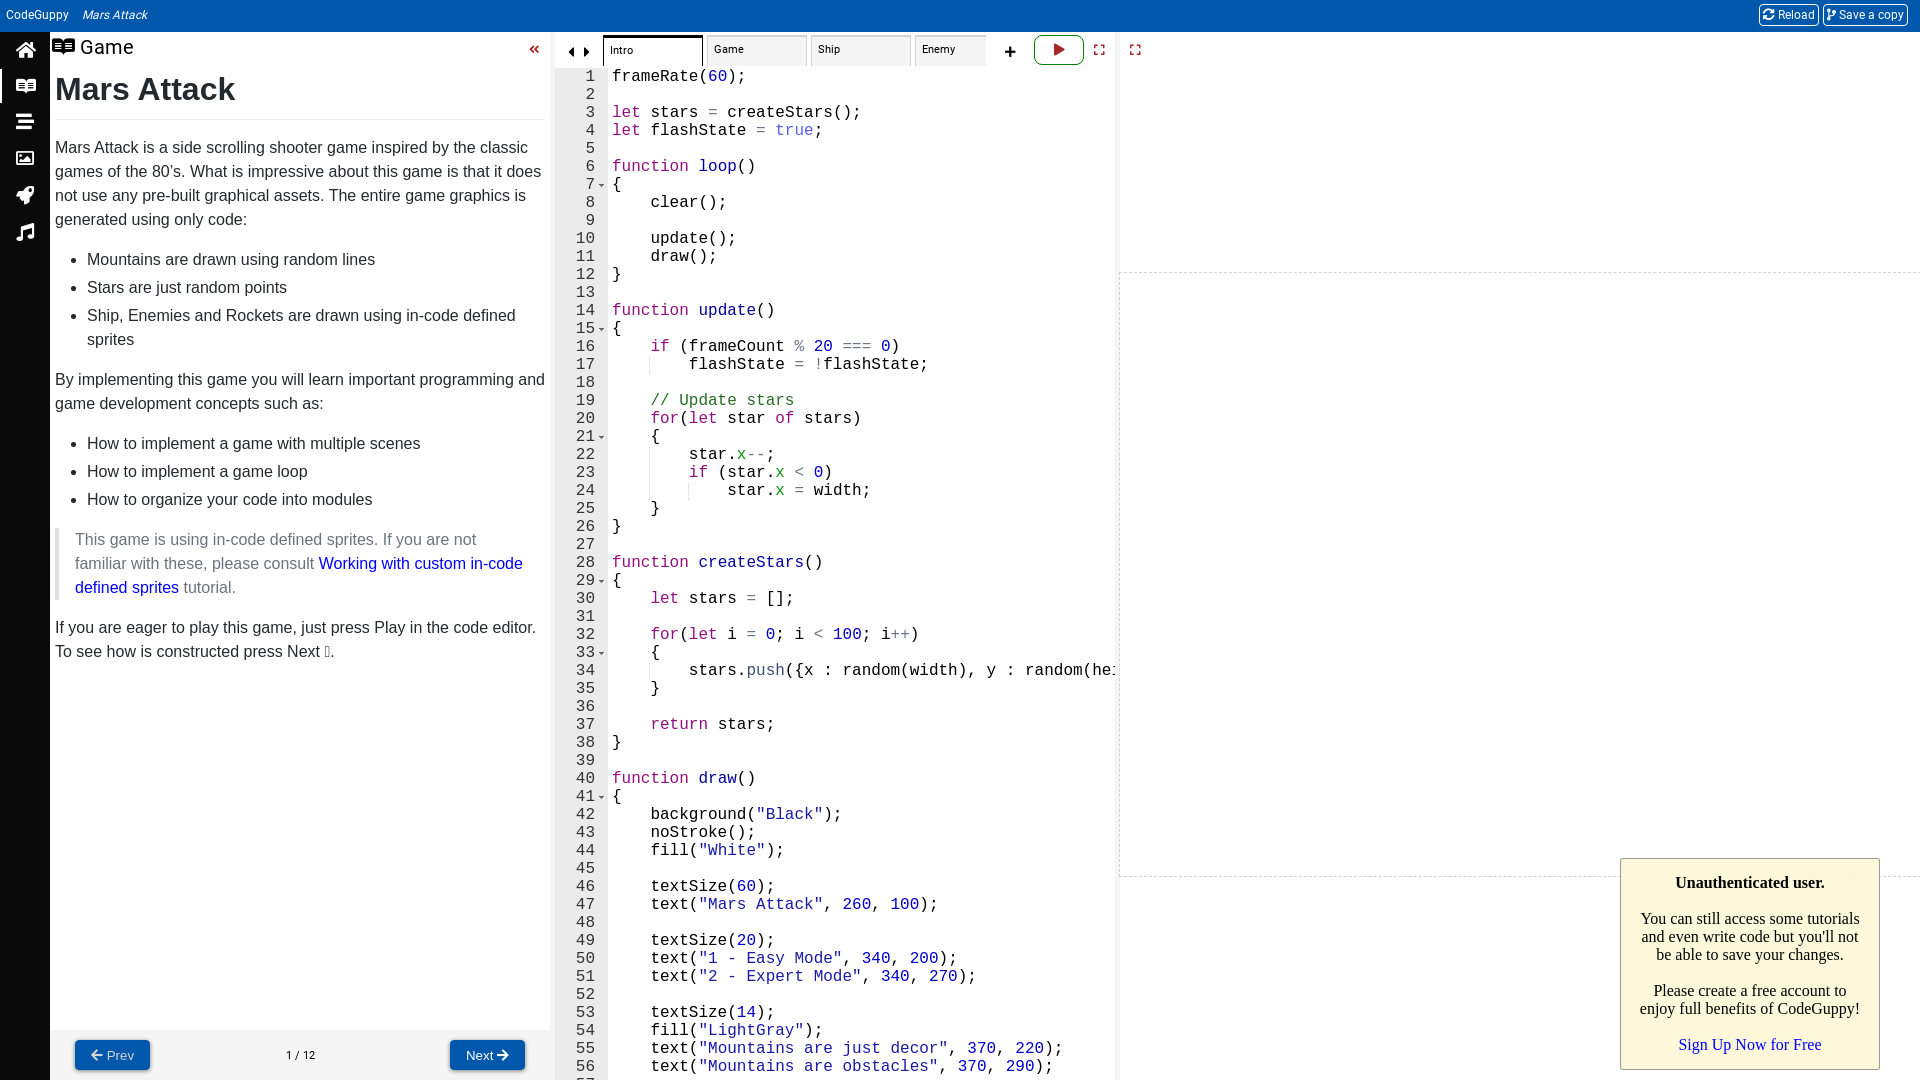 CodeGuppy Mars Attack Reload Save a copy
Game
Mars Attack
Mars Attack is a side scrolling shooter game inspired by the classic
games of the 80's. What is impressive about this game is that it does
not use any pre-built graphical assets. The entire game graphics is
generated using only code:
Mountains are drawn using random lines
Stars are just random points
Ship, Enemies and Rockets are drawn using in-code defined
sprites
By implementing this game you will learn important programming and
game development concepts such as:
How to implement a game with multiple scenes
How to implement a game loop
How to organize your code into modules
This game is using in-code defined sprites. If you are not
familiar with these, please consult Working with custom in-code
defined sprites tutorial.
If you are eager to play this game, just press Play in the code editor.
To see how is constructed press Next .
Prev 1 / 12 Next
Intro Game Ship Enemy +
1 frameRate(60);
2
3 let stars = createStars();
4 let flashState = true;
5
6 function loop()
7 {
8 clear();
9
10 update();
11 draw();
12 }
13
14 function update()
15 {
16 if (frameCount % 20 === 0)
17 flashState = !flashState;
18
19 // Update stars
20 for(let star of stars)
21 {
22 star.x--;
23 if (star.x < 0)
24 star.x = width;
25 }
26 }
27
28 function createStars()
29 {
30 let stars = [];
31
32 for(let i = 0; i < 100; i++)
33 {
34 stars.push({x : random(width), y : random(hei
35 }
36
37 return stars;
38 }
39
40 function draw()
41 {
42 background("Black");
43 noStroke();
44 fill("White");
45
46 textSize(60);
47 text("Mars Attack", 260, 100);
48
49 textSize(20);
50 text("1 - Easy Mode", 340, 200);
51 text("2 - Expert Mode", 340, 270);
52
53 textSize(14);
54 fill("LightGray");
55 text("Mountains are just decor", 370, 220);
56 text("Mountains are obstacles", 370, 290);
Unauthenticated user.
You can still access some tutorials
and even write code but you'll not
be able to save your changes.
Please create a free account to
enjoy full benefits of CodeGuppy!
Sign Up Now for Free